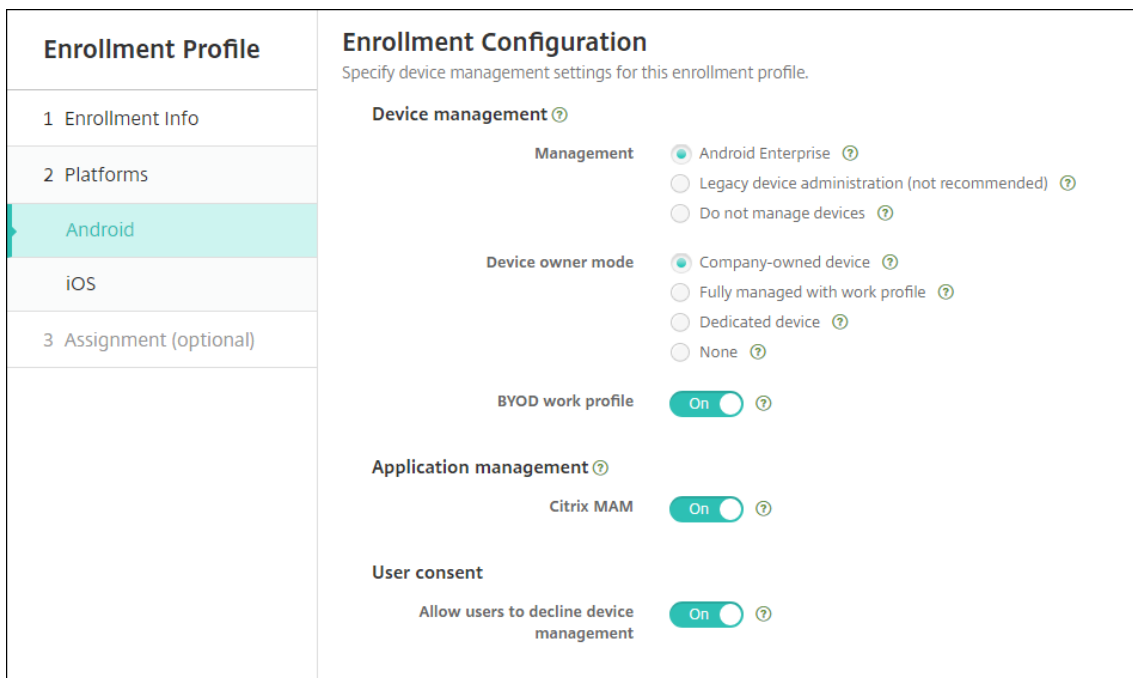 Enrollment Profile
1 Enrollment Info
2 Platforms
Android
iOS
3 Assignment (optional)
Enrollment Configuration
Specify device management settings for this enrollment profile.
Device management ?
Management
Android Enterprise ?
Legacy device administration (not recommended) ?
Do not manage devices ?
Device owner mode
Company-owned device ?
Fully managed with work profile ?
Dedicated device ?
None ?
BYOD work profile
On ?
Application management ?
Citrix MAM
On ?
User consent
Allow users to decline device
management
On ?